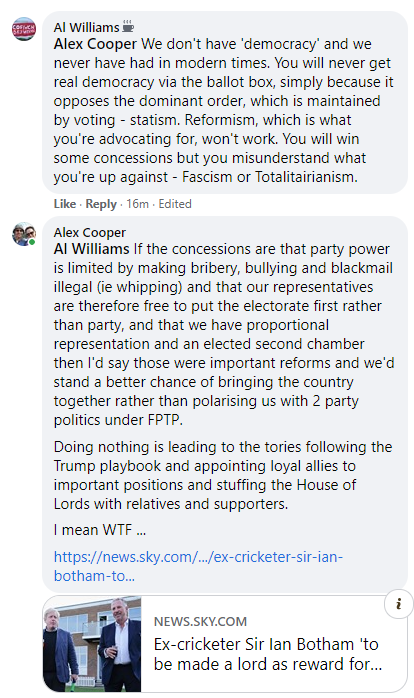 Al Williams
Alex Cooper We don't have 'democracy' and we
never have had in modern times. You will never get
real democracy via the ballot box, simply because it
opposes the dominant order, which is maintained
by voting - statism. Reformism, which is what
you're advocating for, won't work. You will win
some concessions but you misunderstand what
you're up against - Fascism or Totalitairianism.
Like · Reply · 16m · Edited
Alex Cooper
Al Williams If the concessions are that party power
is limited by making bribery, bullying and blackmail
illegal (ie whipping) and that our representatives
are therefore free to put the electorate first rather
than party, and that we have proportional
representation and an elected second chamber
then I'd say those were important reforms and we'd
stand a better chance of bringing the country
together rather than polarising us with 2 party
politics under FPTP.
Doing nothing is leading to the tories following the
Trump playbook and appointing loyal allies to
important positions and stuffing the House of
Lords with relatives and supporters.
I mean WTF ...
https://news.sky.com/.../ex-cricketer-sir-ian-
botham-to...
NEWS.SKY.COM
Ex-cricketer Sir Ian Botham 'to
be made a lord as reward for...